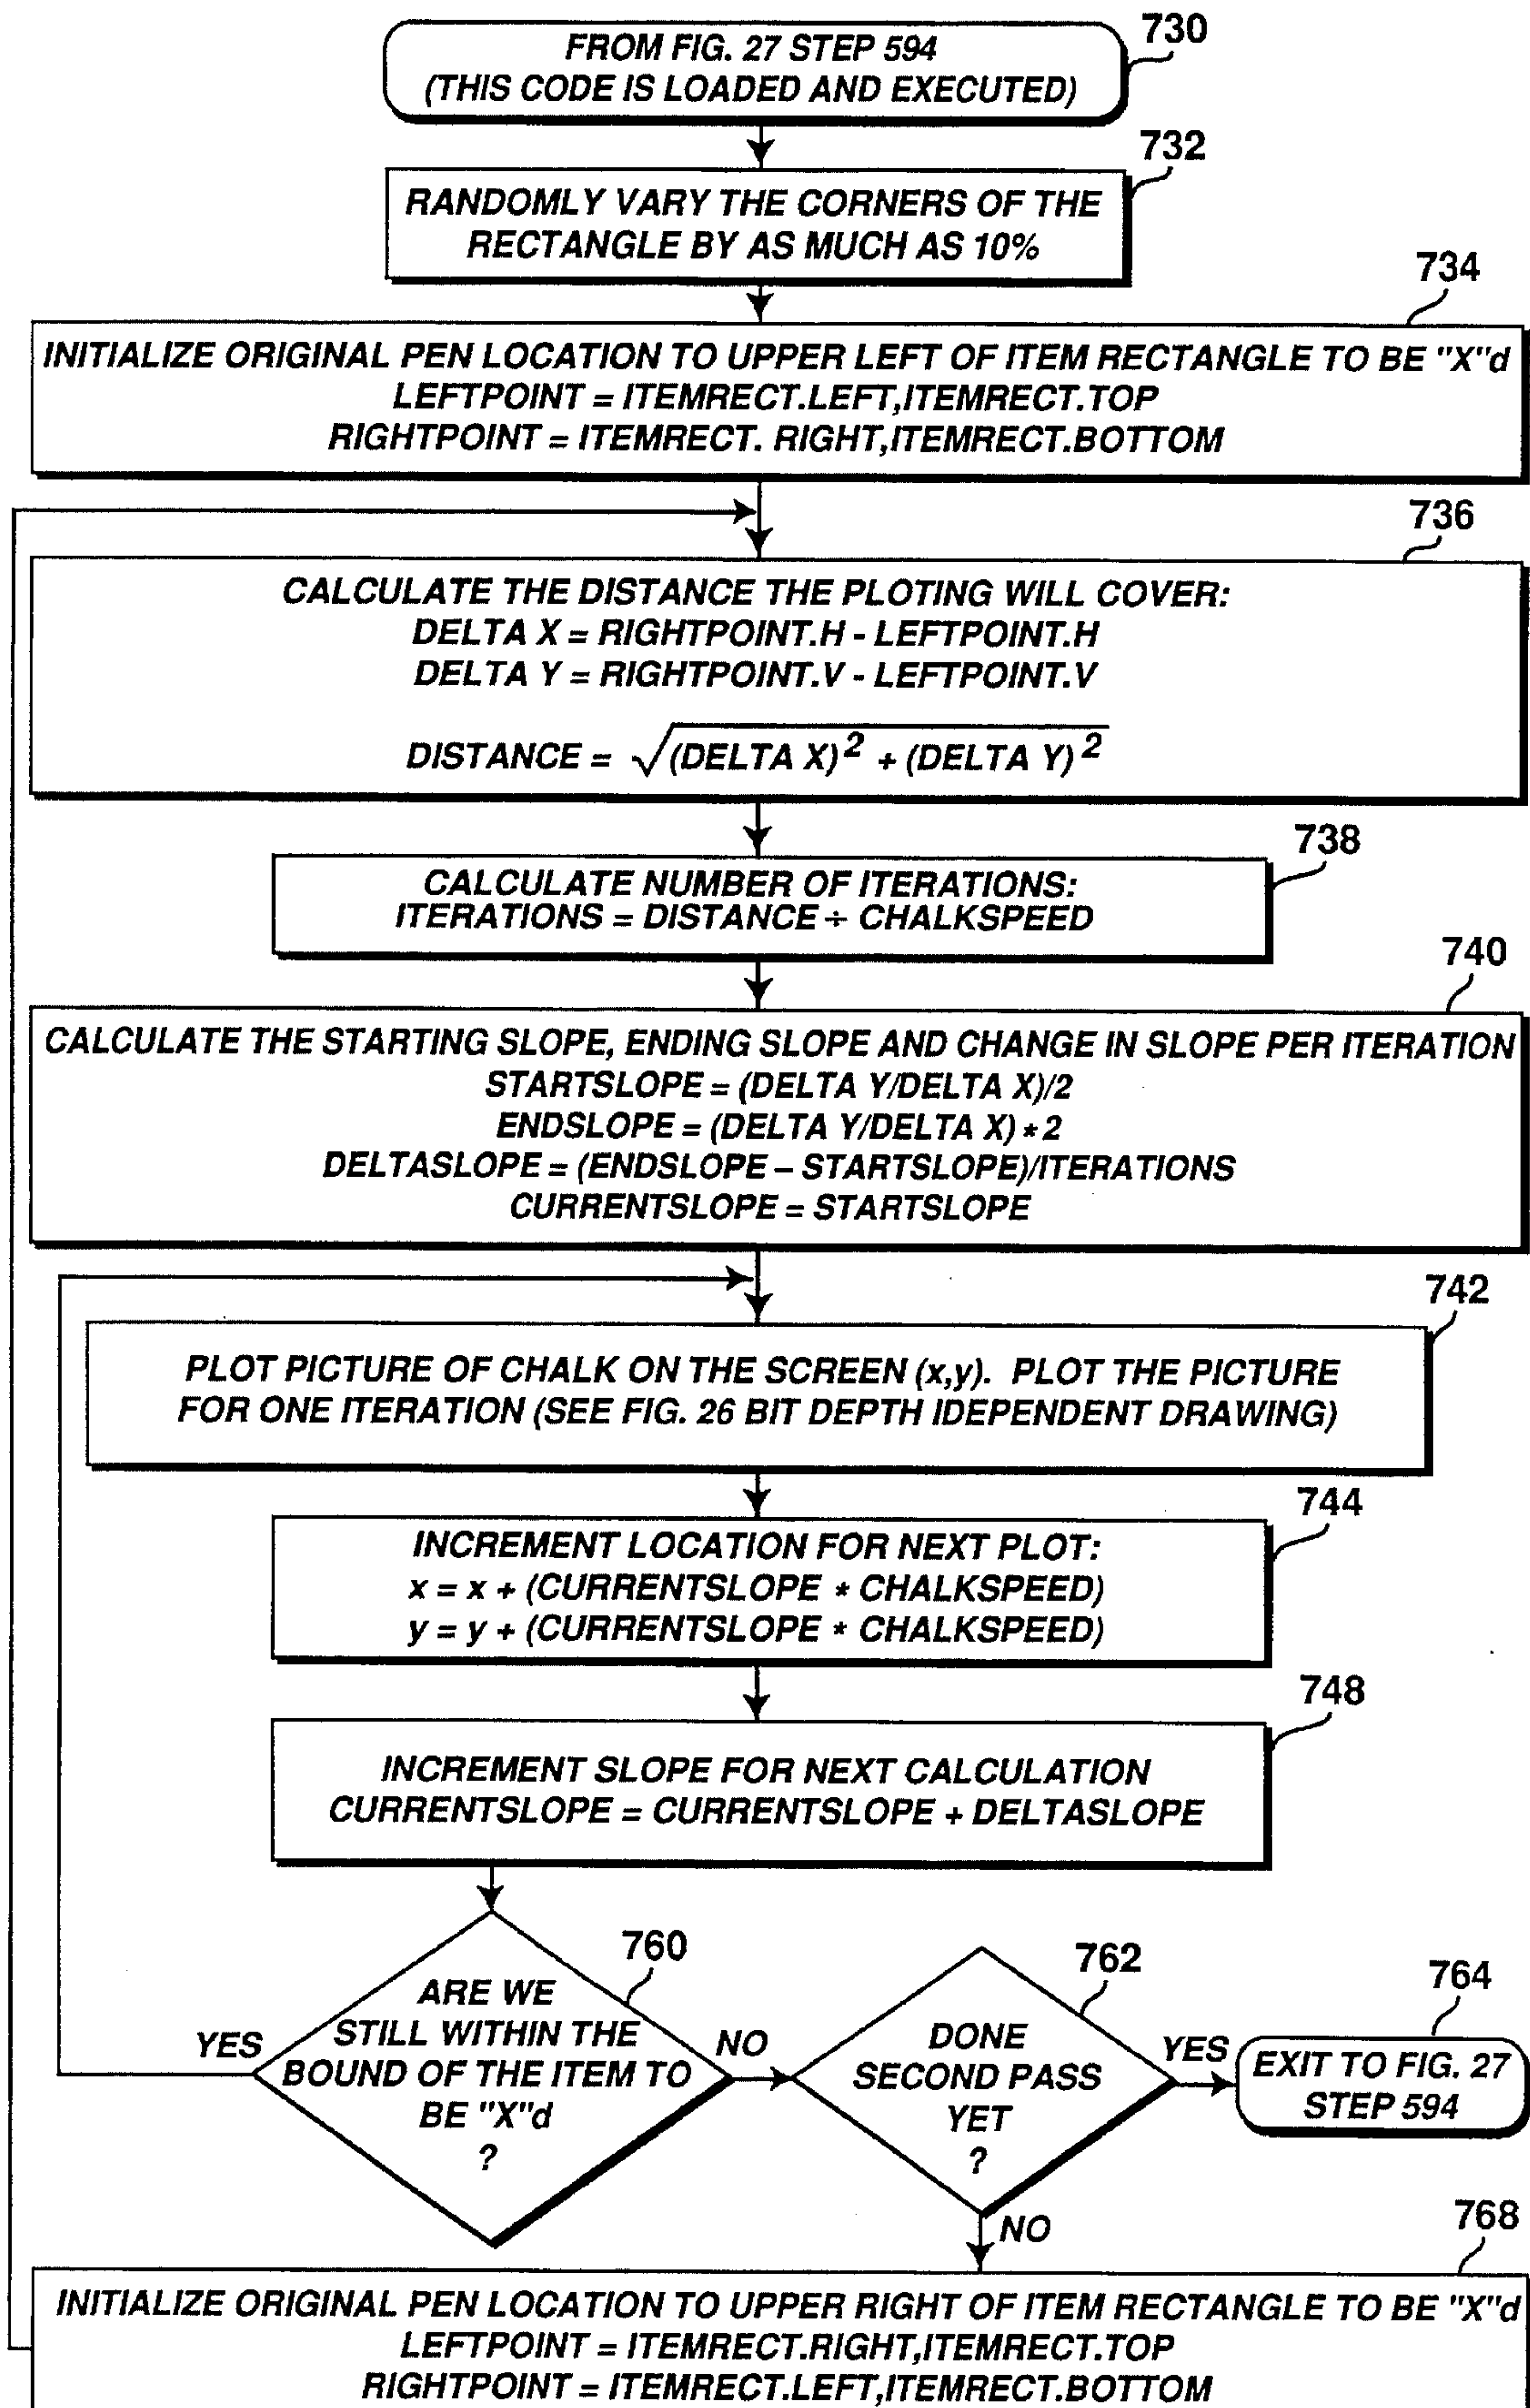 730
FROM FIG. 27 STEP 594
(THIS CODE IS LOADED AND EXECUTED)
732
RANDOMLY VARY THE CORNERS OF THE
RECTANGLE BY AS MUCH AS 10%
734
INITIALIZE ORIGINAL PEN LOCATION TO UPPER LEFT OF ITEM RECTANGLE TO BE "X"d
LEFTPOINT = ITEMRECT.LEFT,ITEMRECT.TOP
RIGHTPOINT = ITEMRECT. RIGHT,ITEMRECT.BOTTOM
736
CALCULATE THE DISTANCE THE PLOTING WILL COVER:
DELTA X = RIGHTPOINT.H - LEFTPOINT.H
DELTA Y = RIGHTPOINT.V - LEFTPOINT.V
DISTANCE = √(DELTA X)² + (DELTA Y)²
738
CALCULATE NUMBER OF ITERATIONS:
ITERATIONS = DISTANCE ÷ CHALKSPEED
740
CALCULATE THE STARTING SLOPE, ENDING SLOPE AND CHANGE IN SLOPE PER ITERATION
STARTSLOPE = (DELTA Y/DELTA X)/2
ENDSLOPE = (DELTA Y/DELTA X) * 2
DELTASLOPE = (ENDSLOPE – STARTSLOPE)/ITERATIONS
CURRENTSLOPE = STARTSLOPE
742
PLOT PICTURE OF CHALK ON THE SCREEN (x,y). PLOT THE PICTURE
FOR ONE ITERATION (SEE FIG. 26 BIT DEPTH IDEPENDENT DRAWING)
744
INCREMENT LOCATION FOR NEXT PLOT:
x = x + (CURRENTSLOPE * CHALKSPEED)
y = y + (CURRENTSLOPE * CHALKSPEED)
748
INCREMENT SLOPE FOR NEXT CALCULATION
CURRENTSLOPE = CURRENTSLOPE + DELTASLOPE
760
ARE WE
STILL WITHIN THE
BOUND OF THE ITEM TO
BE "X"d
?
YES
NO
762
DONE
SECOND PASS
YET
?
YES
NO
764
EXIT TO FIG. 27
STEP 594
768
INITIALIZE ORIGINAL PEN LOCATION TO UPPER RIGHT OF ITEM RECTANGLE TO BE "X"d
LEFTPOINT = ITEMRECT.RIGHT,ITEMRECT.TOP
RIGHTPOINT = ITEMRECT.LEFT,ITEMRECT.BOTTOM